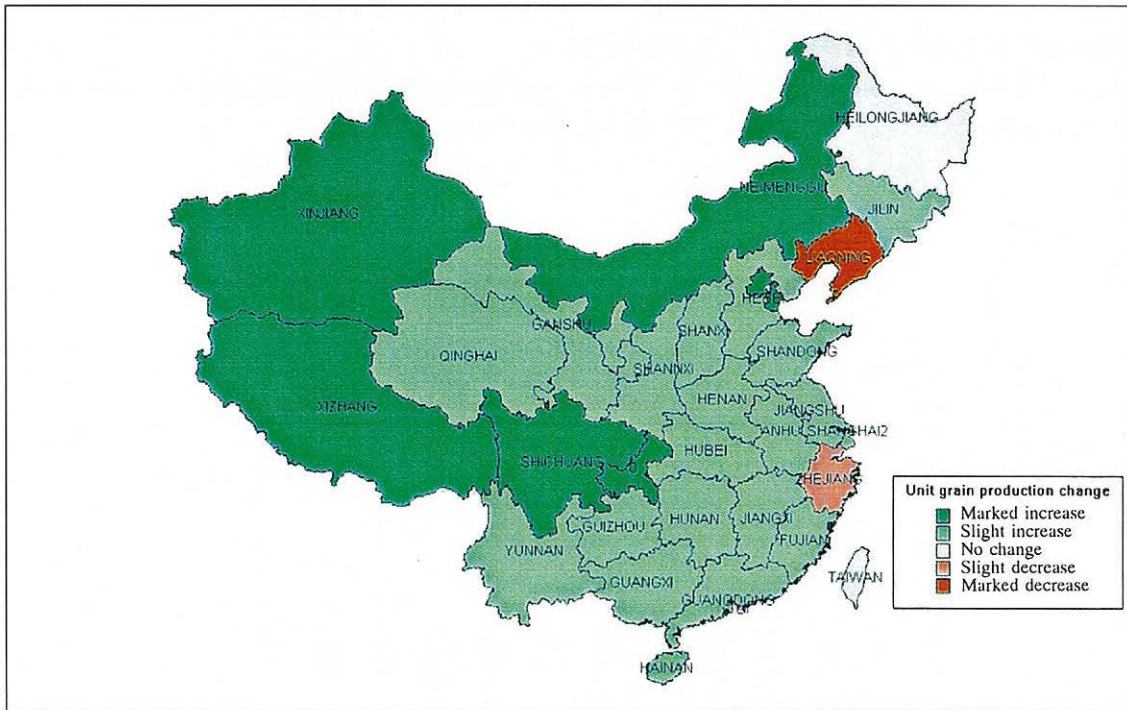 HEILONGJIANG
NEIMENGGU
JILIN
XINJIANG
LIAONING
HEBEI
GANSHU
SHANXI
QINGHAI
SHANNXI
SHANDONG
HENAN
JIANGSHU
XIZHANG
ANHUI
SHANGHAI2
HUBEI
SHICHUANG
ZHEJIANG
GUIZHOU
HUNAN
JIANGXI
FUJIAN
YUNNAN
GUANGXI
GUANGDONG
TAIWAN
HAINAN
Unit grain production change
Marked increase
Slight increase
No change
Slight decrease
Marked decrease